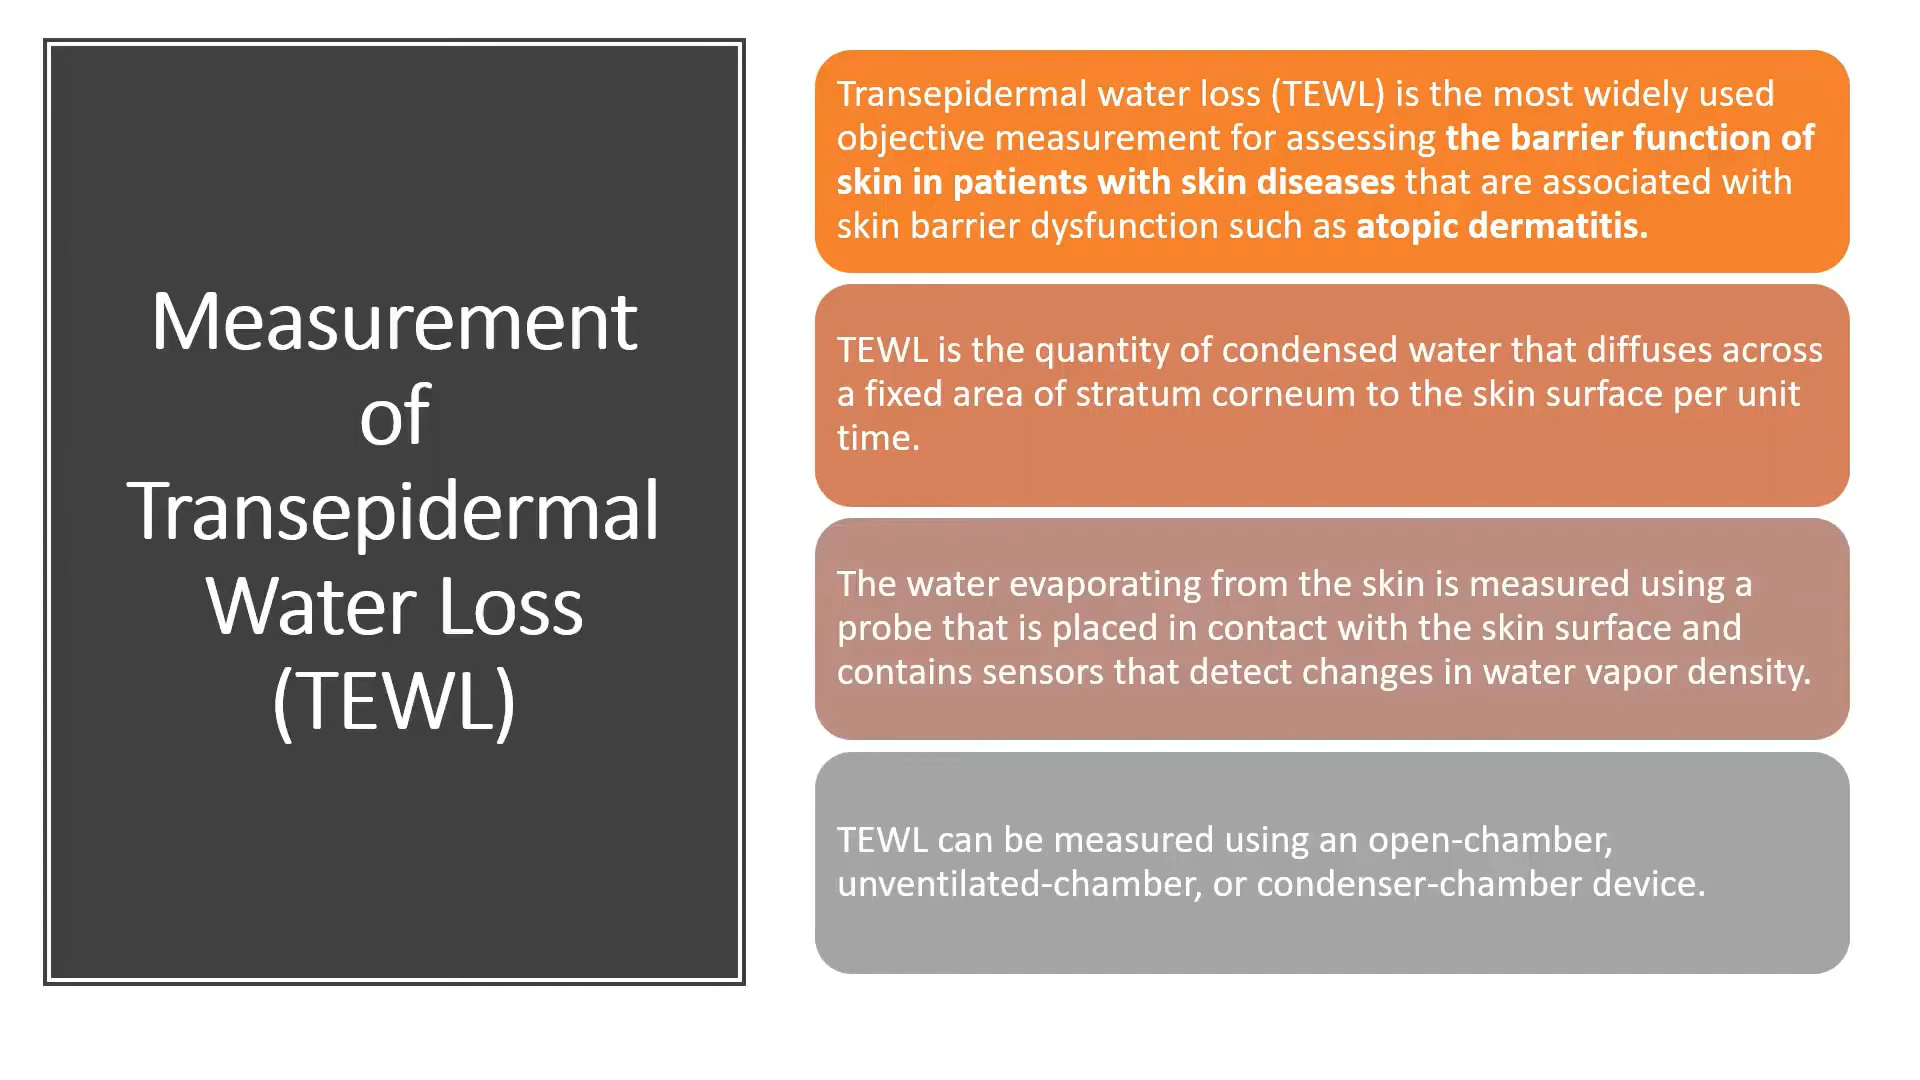 Measurement
of
Transepidermal
Water Loss
(TEWL)
Transepidermal water loss (TEWL) is the most widely used
objective measurement for assessing the barrier function of
skin in patients with skin diseases that are associated with
skin barrier dysfunction such as atopic dermatitis.
TEWL is the quantity of condensed water that diffuses across
a fixed area of stratum corneum to the skin surface per unit
time.
The water evaporating from the skin is measured using a
probe that is placed in contact with the skin surface and
contains sensors that detect changes in water vapor density.
TEWL can be measured using an open-chamber,
unventilated-chamber, or condenser-chamber device.